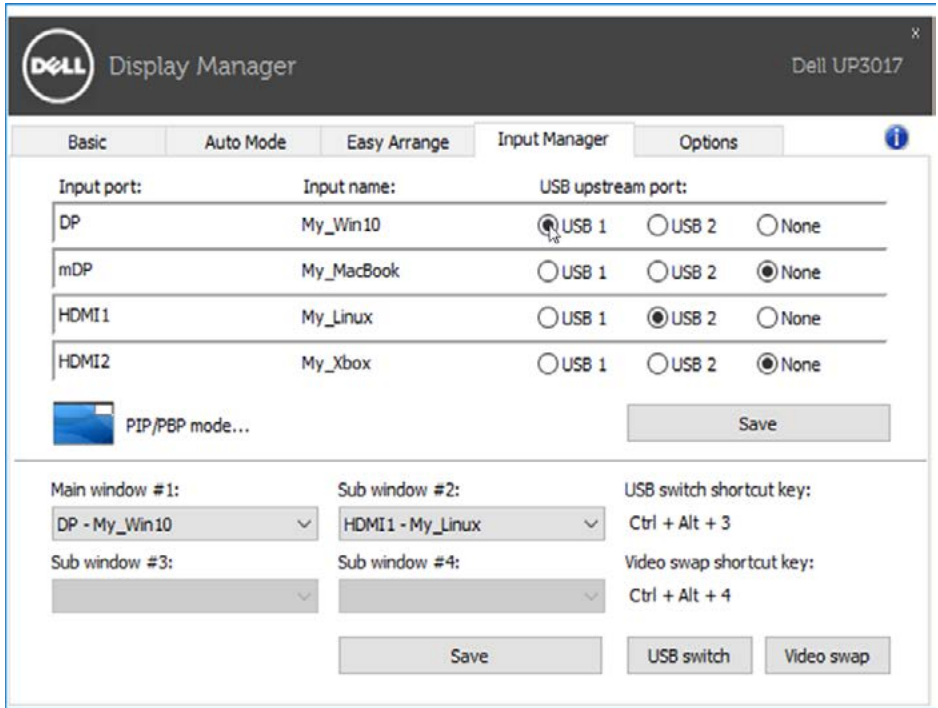 x
DELL Display Manager Dell UP3017
Basic Auto Mode Easy Arrange Input Manager Options i
Input port: Input name: USB upstream port:
DP My_Win10 USB 1 USB 2 None
mDP My_MacBook USB 1 USB 2 None
HDMI1 My_Linux USB 1 USB 2 None
HDMI2 My_Xbox USB 1 USB 2 None
PIP/PBP mode... Save
Main window #1: Sub window #2: USB switch shortcut key:
DP - My_Win10 HDMI1 - My_Linux Ctrl + Alt + 3
Sub window #3: Sub window #4: Video swap shortcut key:
Ctrl + Alt + 4
Save USB switch Video swap